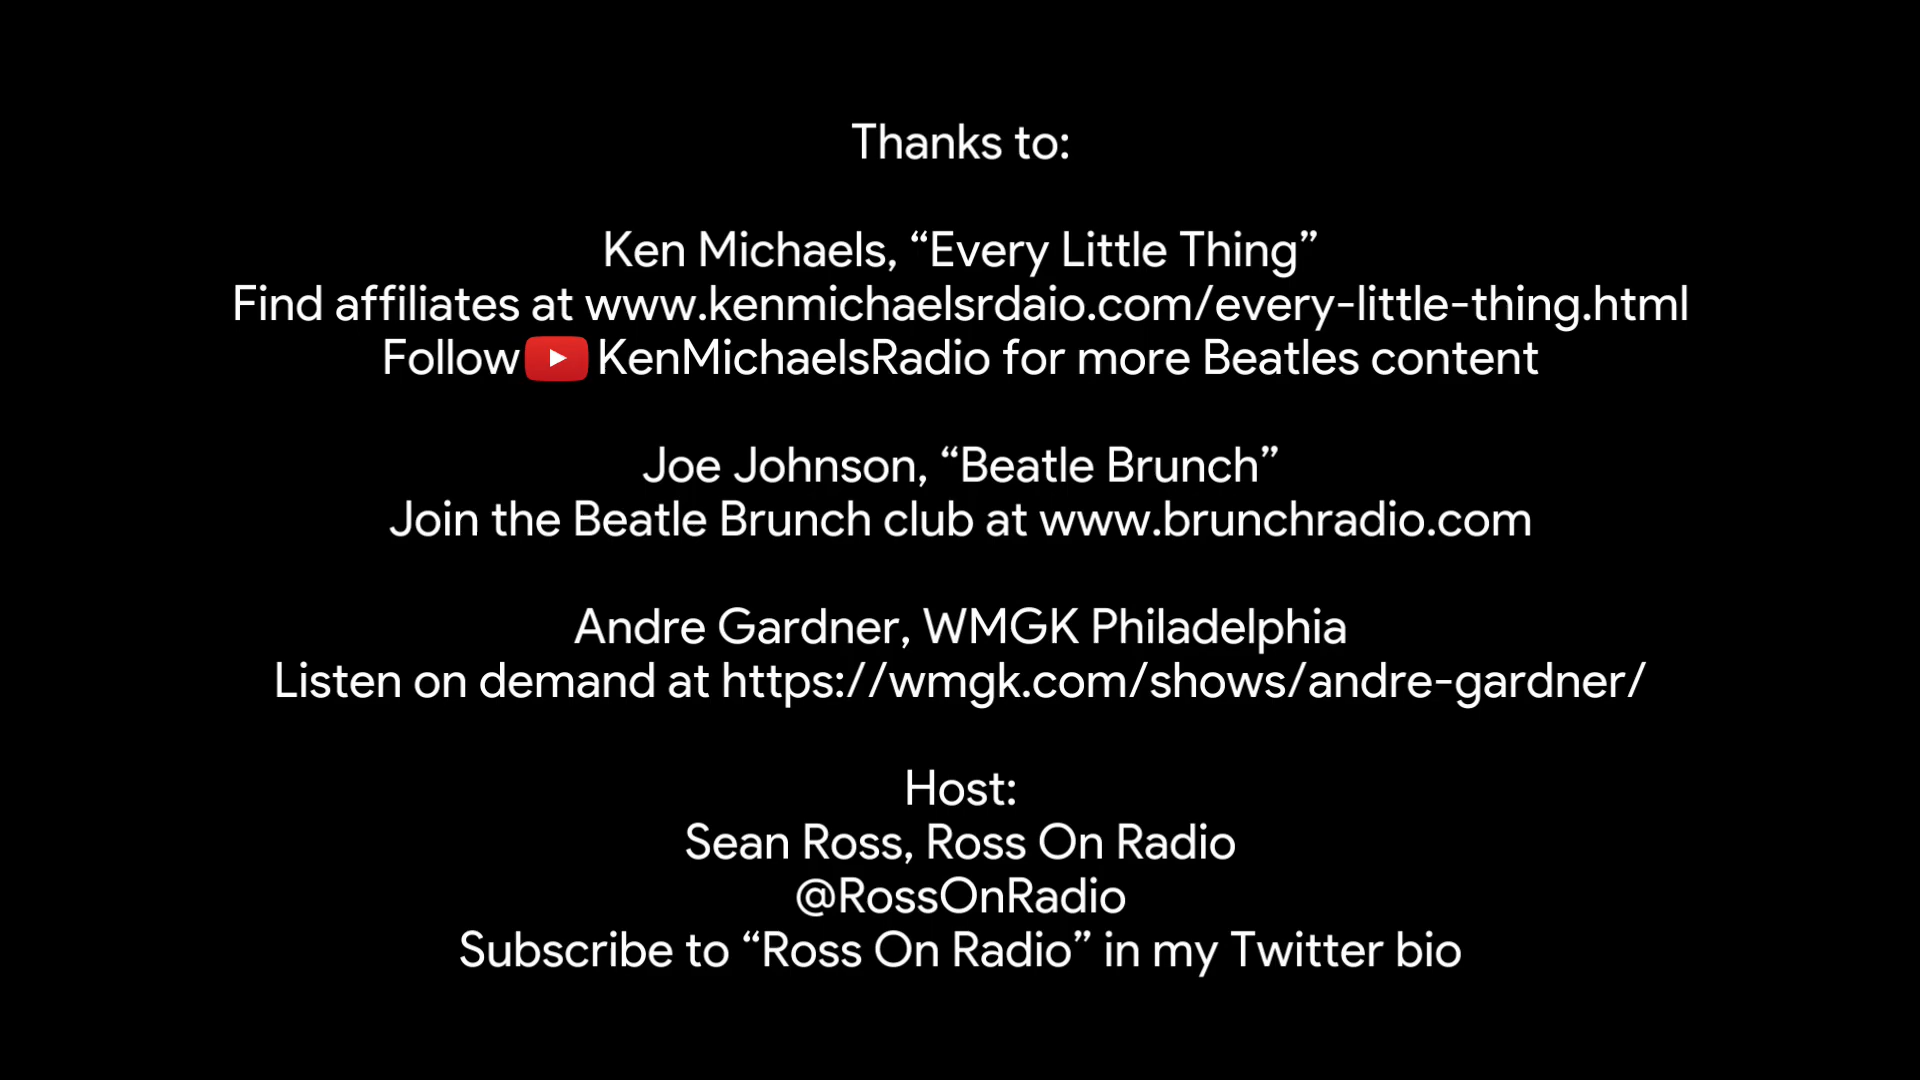 Thanks to:
Ken Michaels, “Every Little Thing”
Find affiliates at www.kenmichaelsrdaio.com/every-little-thing.html
Follow KenMichaelsRadio for more Beatles content
Joe Johnson, “Beatle Brunch”
Join the Beatle Brunch club at www.brunchradio.com
Andre Gardner, WMGK Philadelphia
Listen on demand at https://wmgk.com/shows/andre-gardner/
Host:
Sean Ross, Ross On Radio
@RossOnRadio
Subscribe to “Ross On Radio” in my Twitter bio